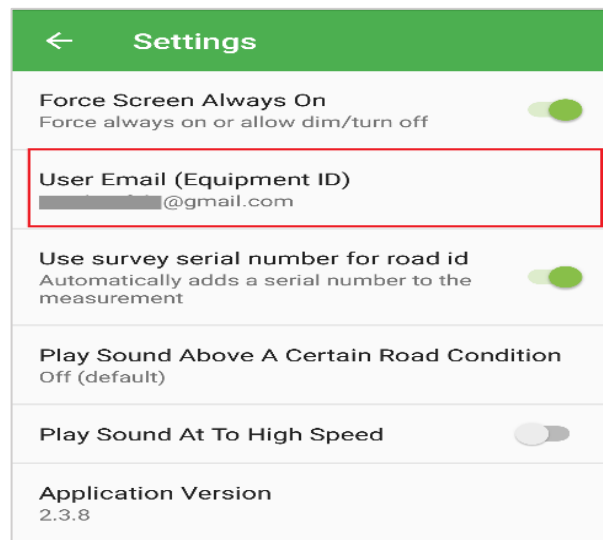 Settings
Force Screen Always On
Force always on or allow dim/turn off
User Email (Equipment ID)
@gmail.com
Use survey serial number for road id
Automatically adds a serial number to the
measurement
Play Sound Above A Certain Road Condition
Off (default)
Play Sound At To High Speed
Application Version
2.3.8